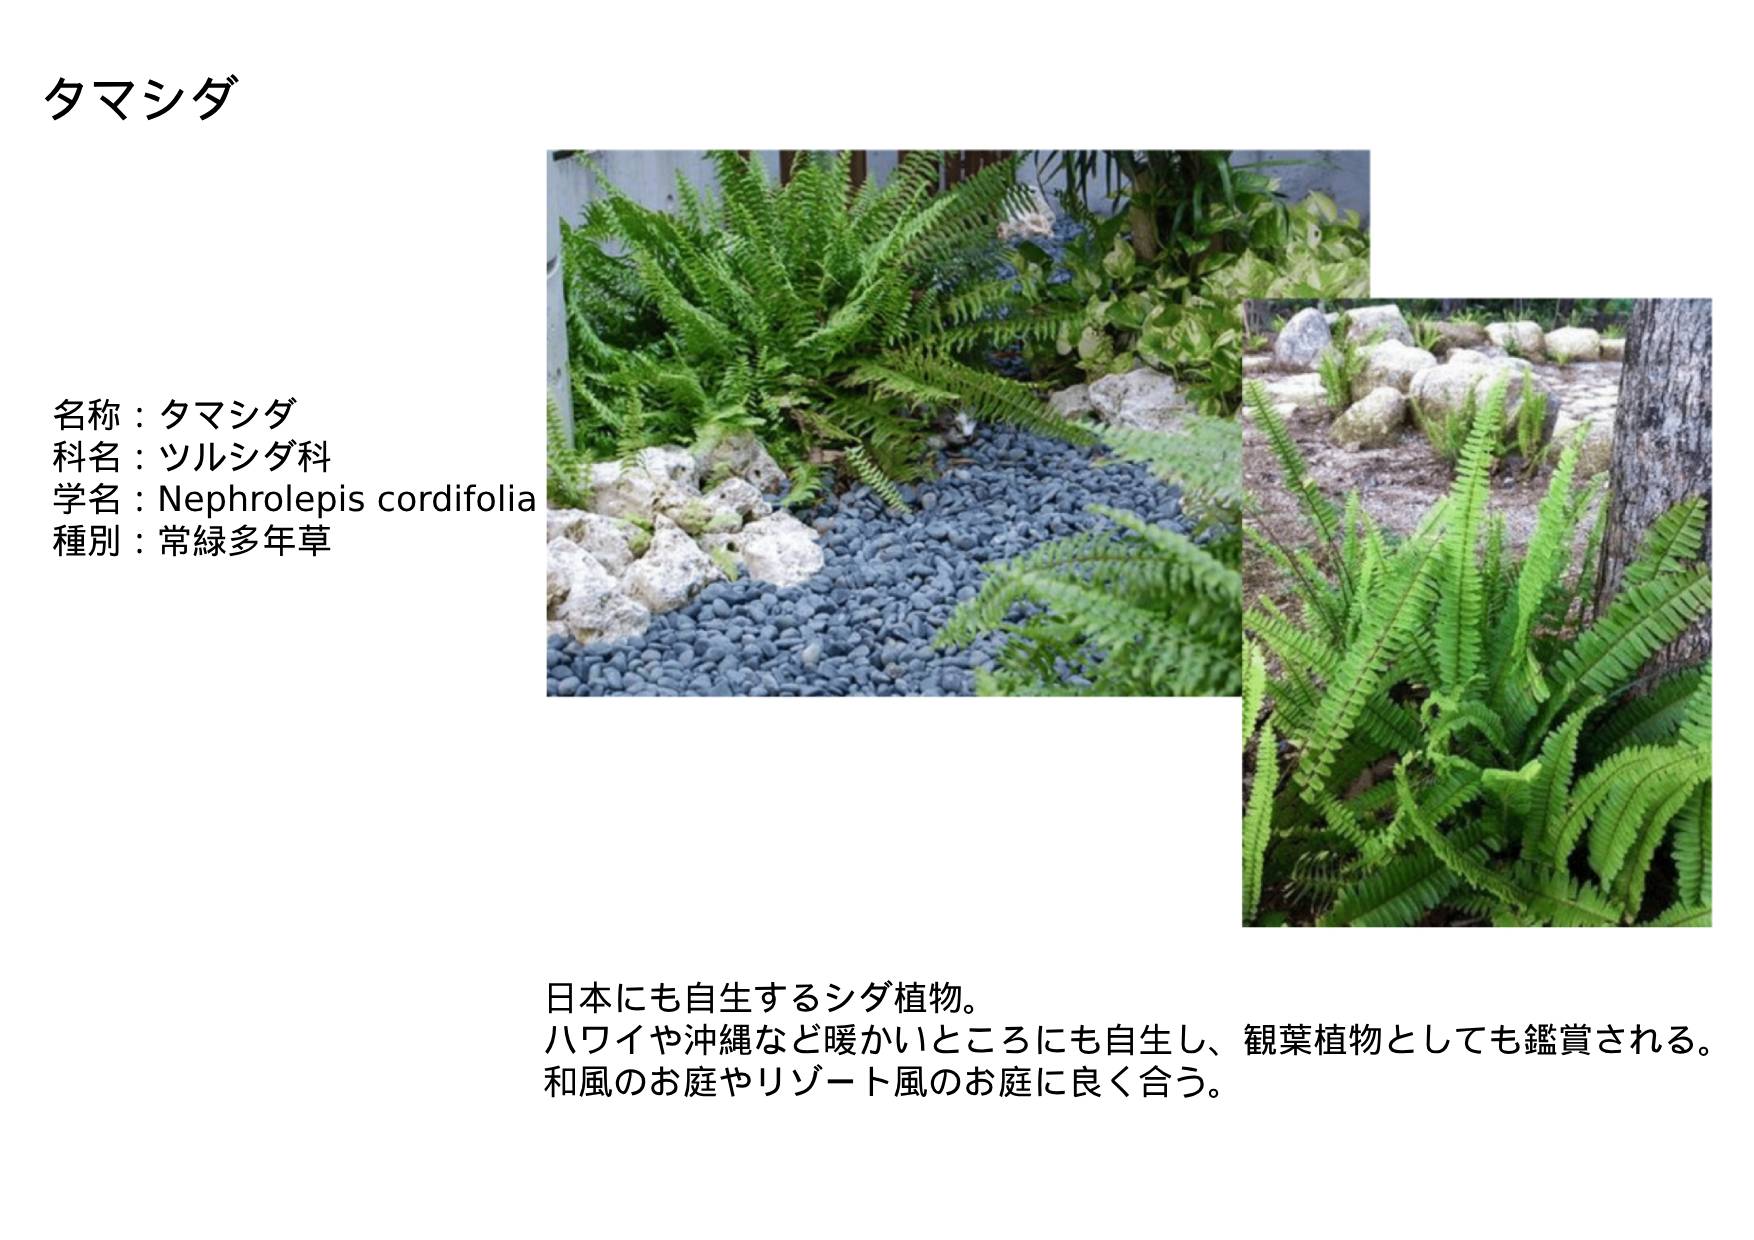 タマシダ
名称：タマシダ
科名：ツルシダ科
学名：Nephrolepis cordifolia
種別：常緑多年草
日本にも自生するシダ植物。
ハワイや沖縄など暖かいところにも自生し、観葉植物としても鑑賞される。
和風のお庭やリゾート風のお庭に良く合う。